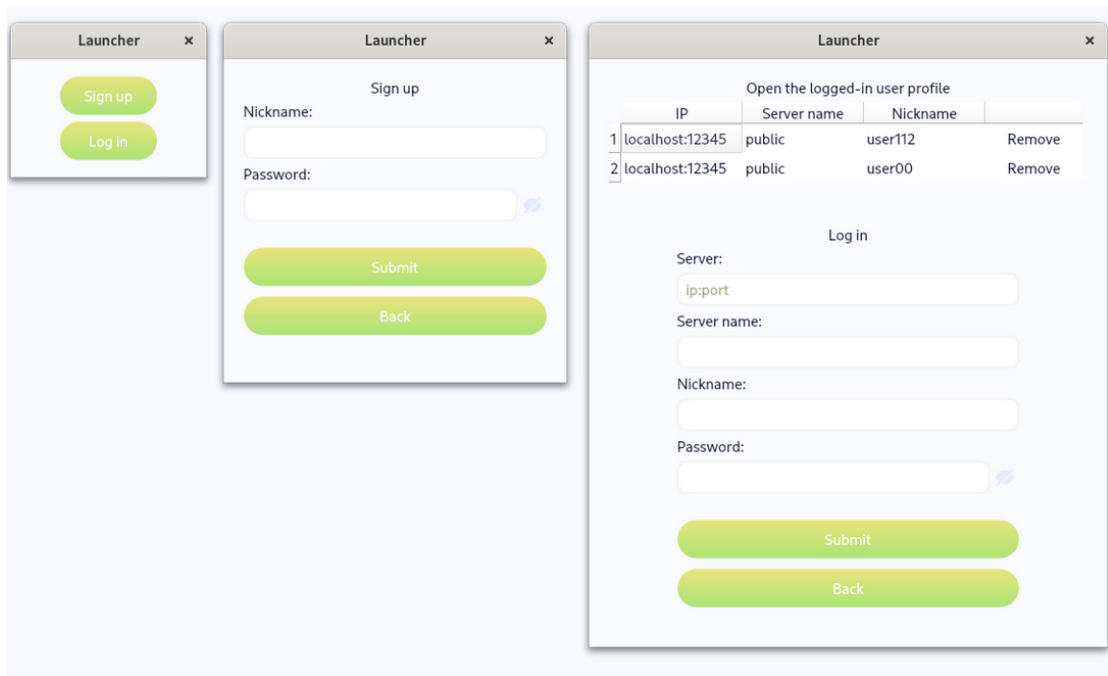 Launcher ×
Sign up
Log in
Launcher ×
Sign up
Nickname:
Password:
Submit
Back
Launcher ×
Open the logged-in user profile
IP Server name Nickname
1 localhost:12345 public user112 Remove
2 localhost:12345 public user00 Remove
Log in
Server:
ip:port
Server name:
Nickname:
Password:
Submit
Back